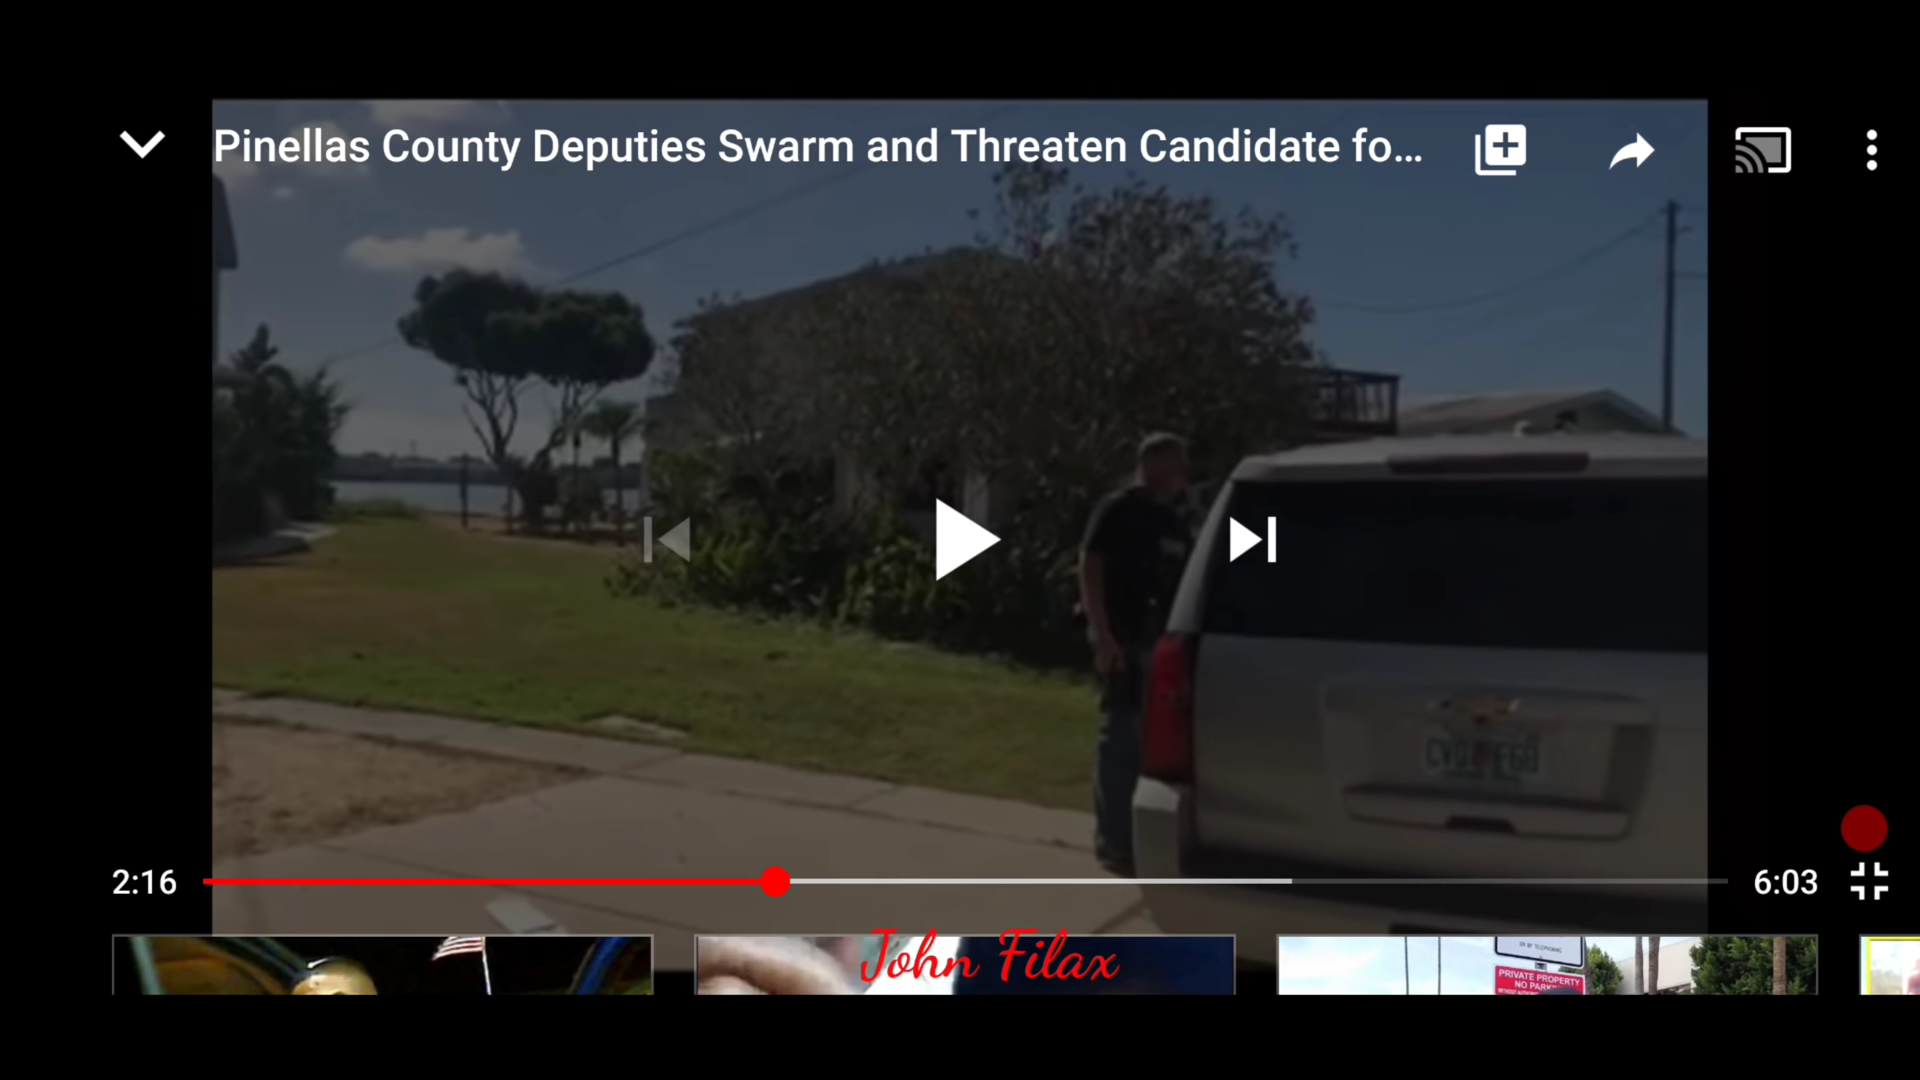 Pinellas County Deputies Swarm and Threaten Candidate fo...
2:16
6:03
John Filax
PRIVATE PROPERTY